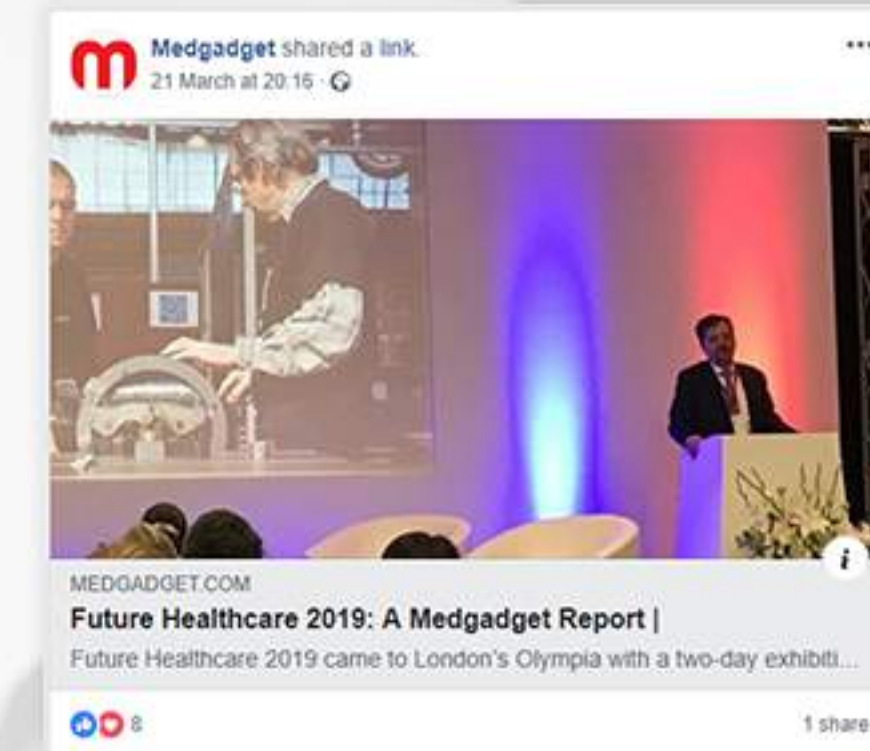 Medgadget shared a link.
21 March at 20:16 ·
MEDGADGET.COM
Future Healthcare 2019: A Medgadget Report |
Future Healthcare 2019 came to London's Olympia with a two-day exhibiti...
8
1 share